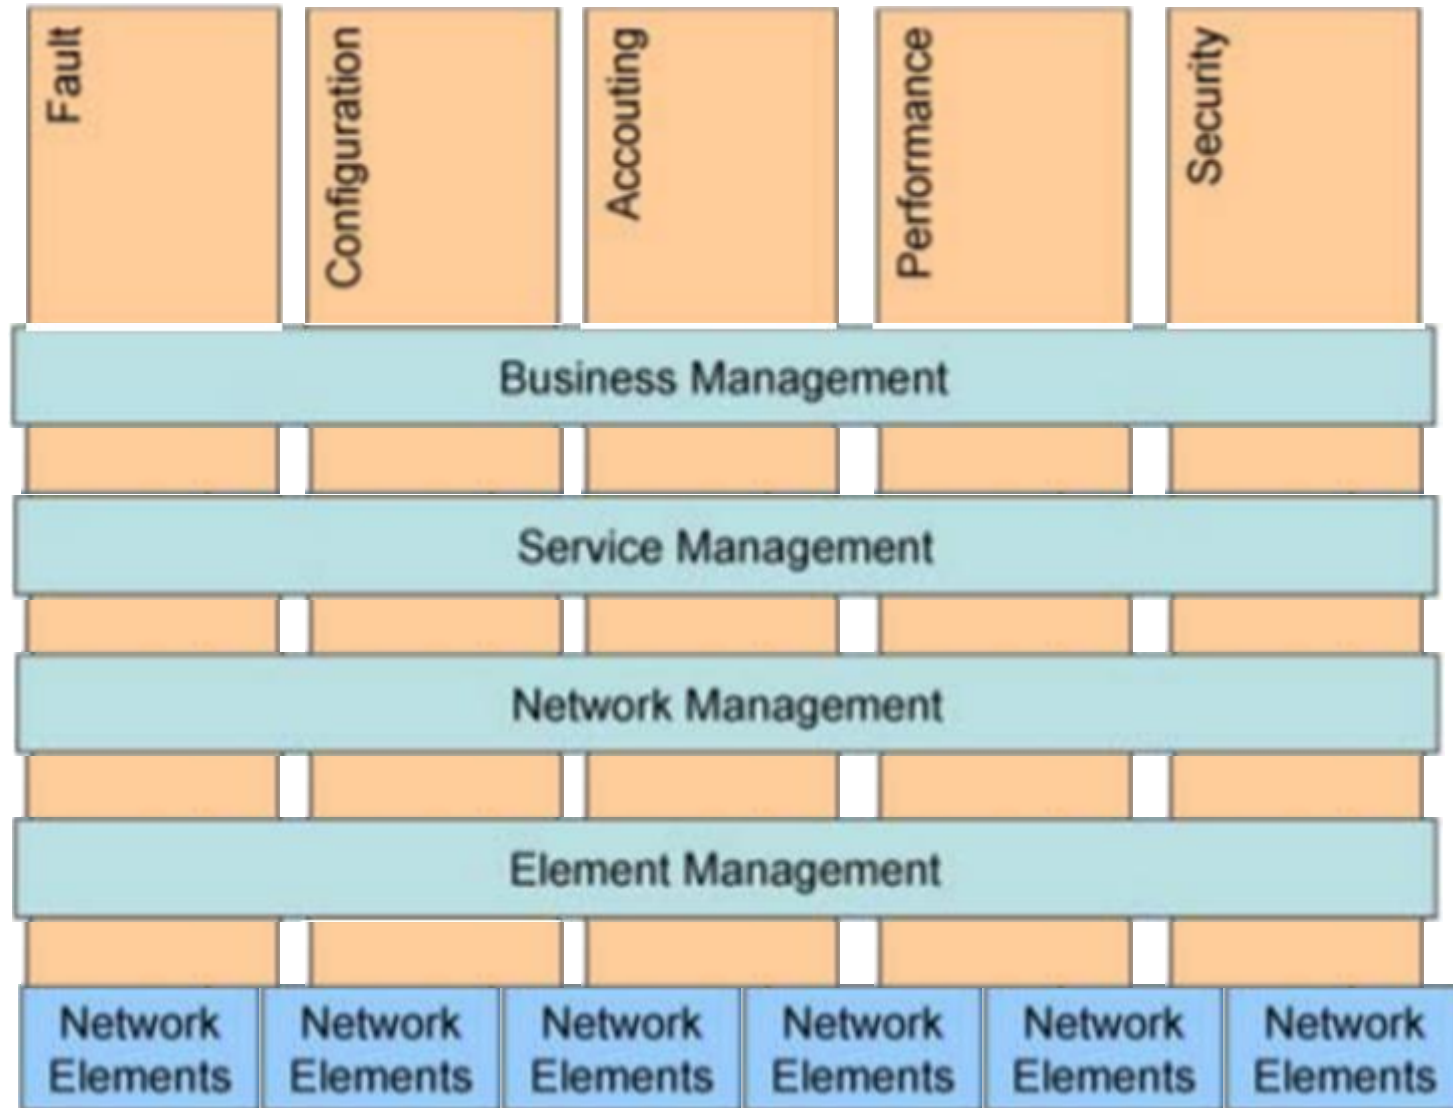 Fault
Configuration
Accouting
Performance
Security
Business Management
Service Management
Network Management
Element Management
Network
Elements
Network
Elements
Network
Elements
Network
Elements
Network
Elements
Network
Elements